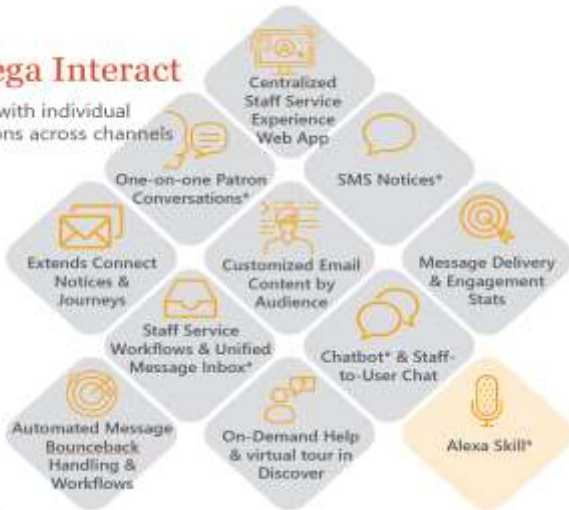 ega Interact
with individual
ons across channels
Centralized
Staff Service
Experience
Web App
One-on-one Patron
Conversations*
SMS Notices*
Extends Connect
Notices &
Journeys
Customized Email
Content by
Audience
Message Delivery
& Engagement
Stats
Staff Service
Workflows & Unified
Message Inbox*
Chatbot* & Staff-
to-User Chat
Automated Message
Bounceback
Handling &
Workflows
On-Demand Help
& virtual tour in
Discover
Alexa Skill*